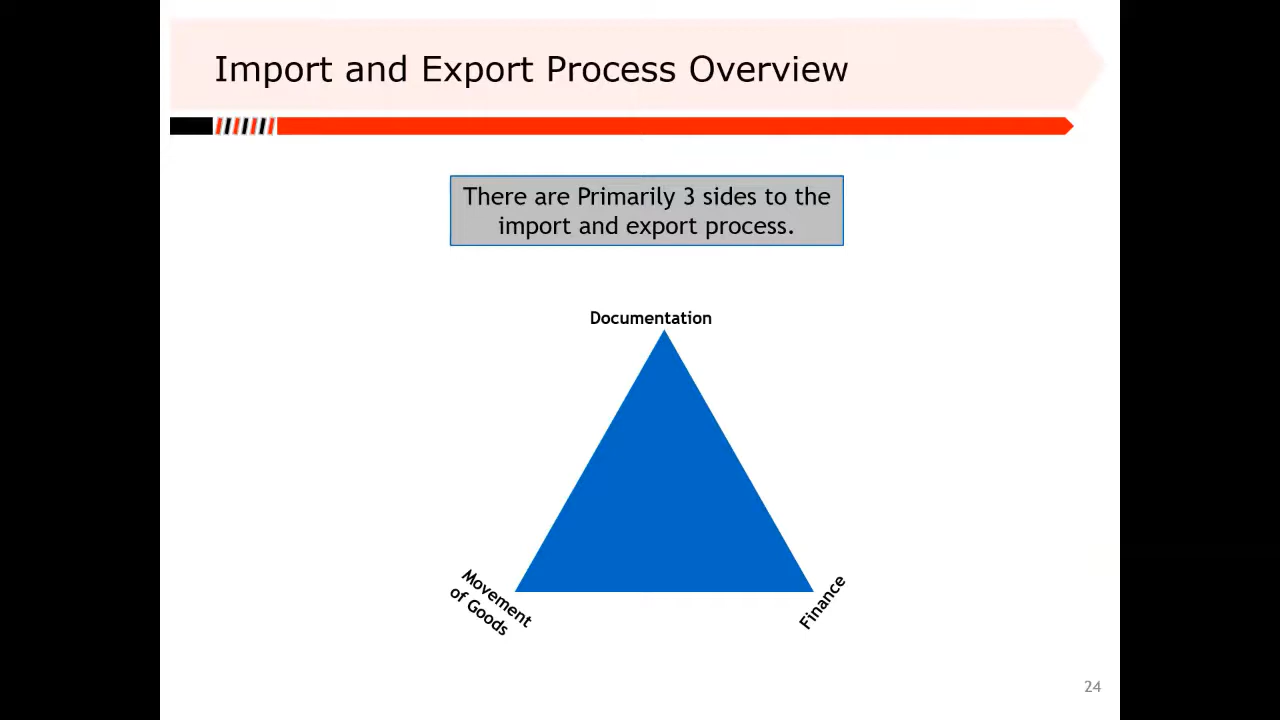 Import and Export Process Overview
There are Primarily 3 sides to the
import and export process.
Documentation
Movement
of Goods
Finance
24